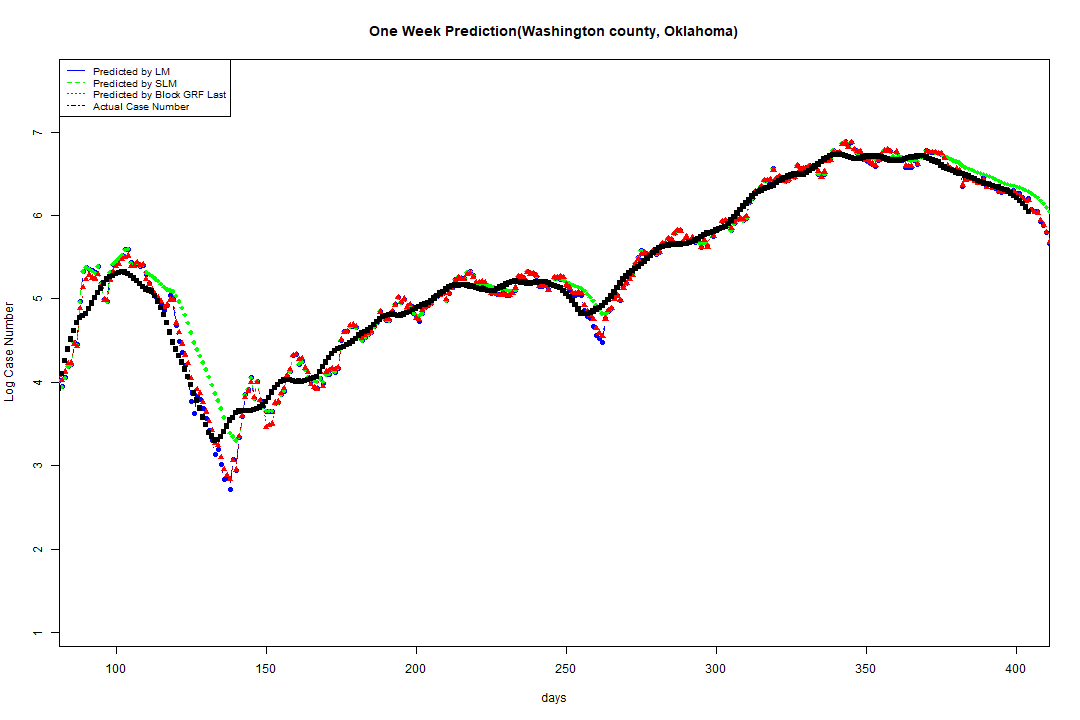 One Week Prediction(Washington county, Oklahoma)
Predicted by LM
Predicted by SLM
Predicted by Block GRF Last
Actual Case Number
7
6
5
4
3
2
1
Log Case Number
100 150 200 250 300 350 400
days